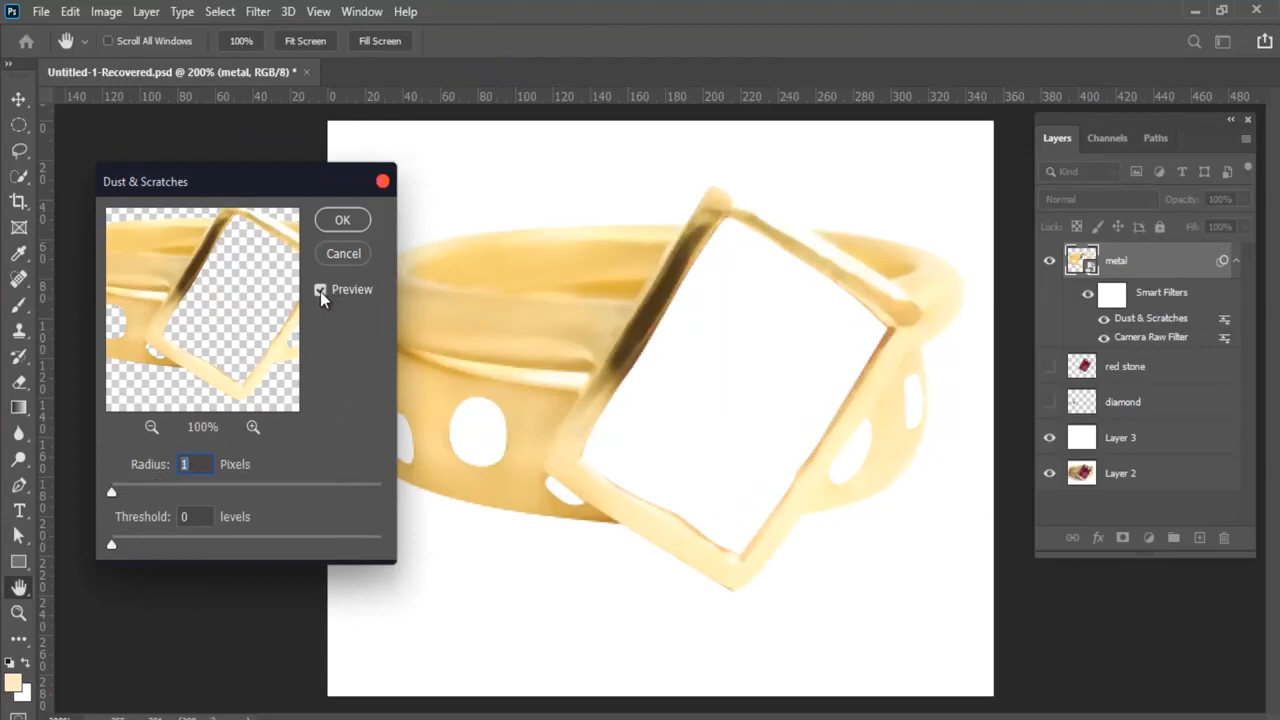 Ps File Edit Image Layer Type Select Filter 3D View Window Help
Scroll All Windows 100% Fit Screen Fill Screen
Untitled-1-Recovered.psd @ 200% (metal, RGB/8) * ×
140 120 100 80 60 40 20 0 20 40 60 80 100 120 140 160 180 200 220 240 260 280 300 320 340 360 380 400 420 440 460 480
Dust & Scratches
OK
Cancel
Preview
100%
Radius: 1 Pixels
Threshold: 0 levels
Layers Channels Paths
Kind
Normal Opacity: 100%
Lock: Fill: 100%
metal
Smart Filters
Dust & Scratches
Camera Raw Filter
red stone
diamond
Layer 3
Layer 2